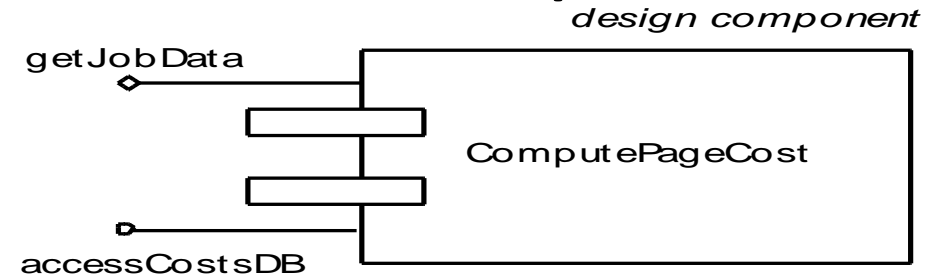 design component
getJobData
ComputePageCost
accessCostsDB